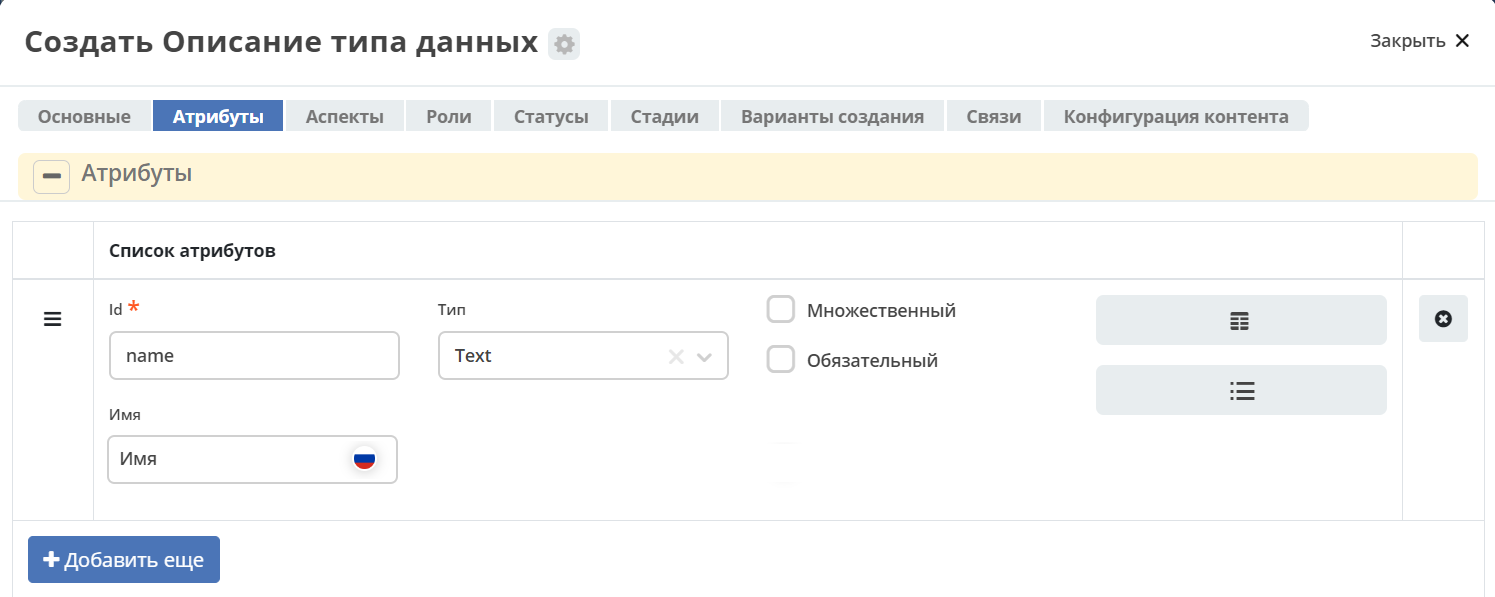 Создать Описание типа данных
Закрыть
Основные Атрибуты Аспекты Роли Статусы Стадии Варианты создания Связи Конфигурация контента
Атрибуты
Список атрибутов
Id * Тип
Множественный
name Text
Обязательный
Имя
Имя
Добавить еще